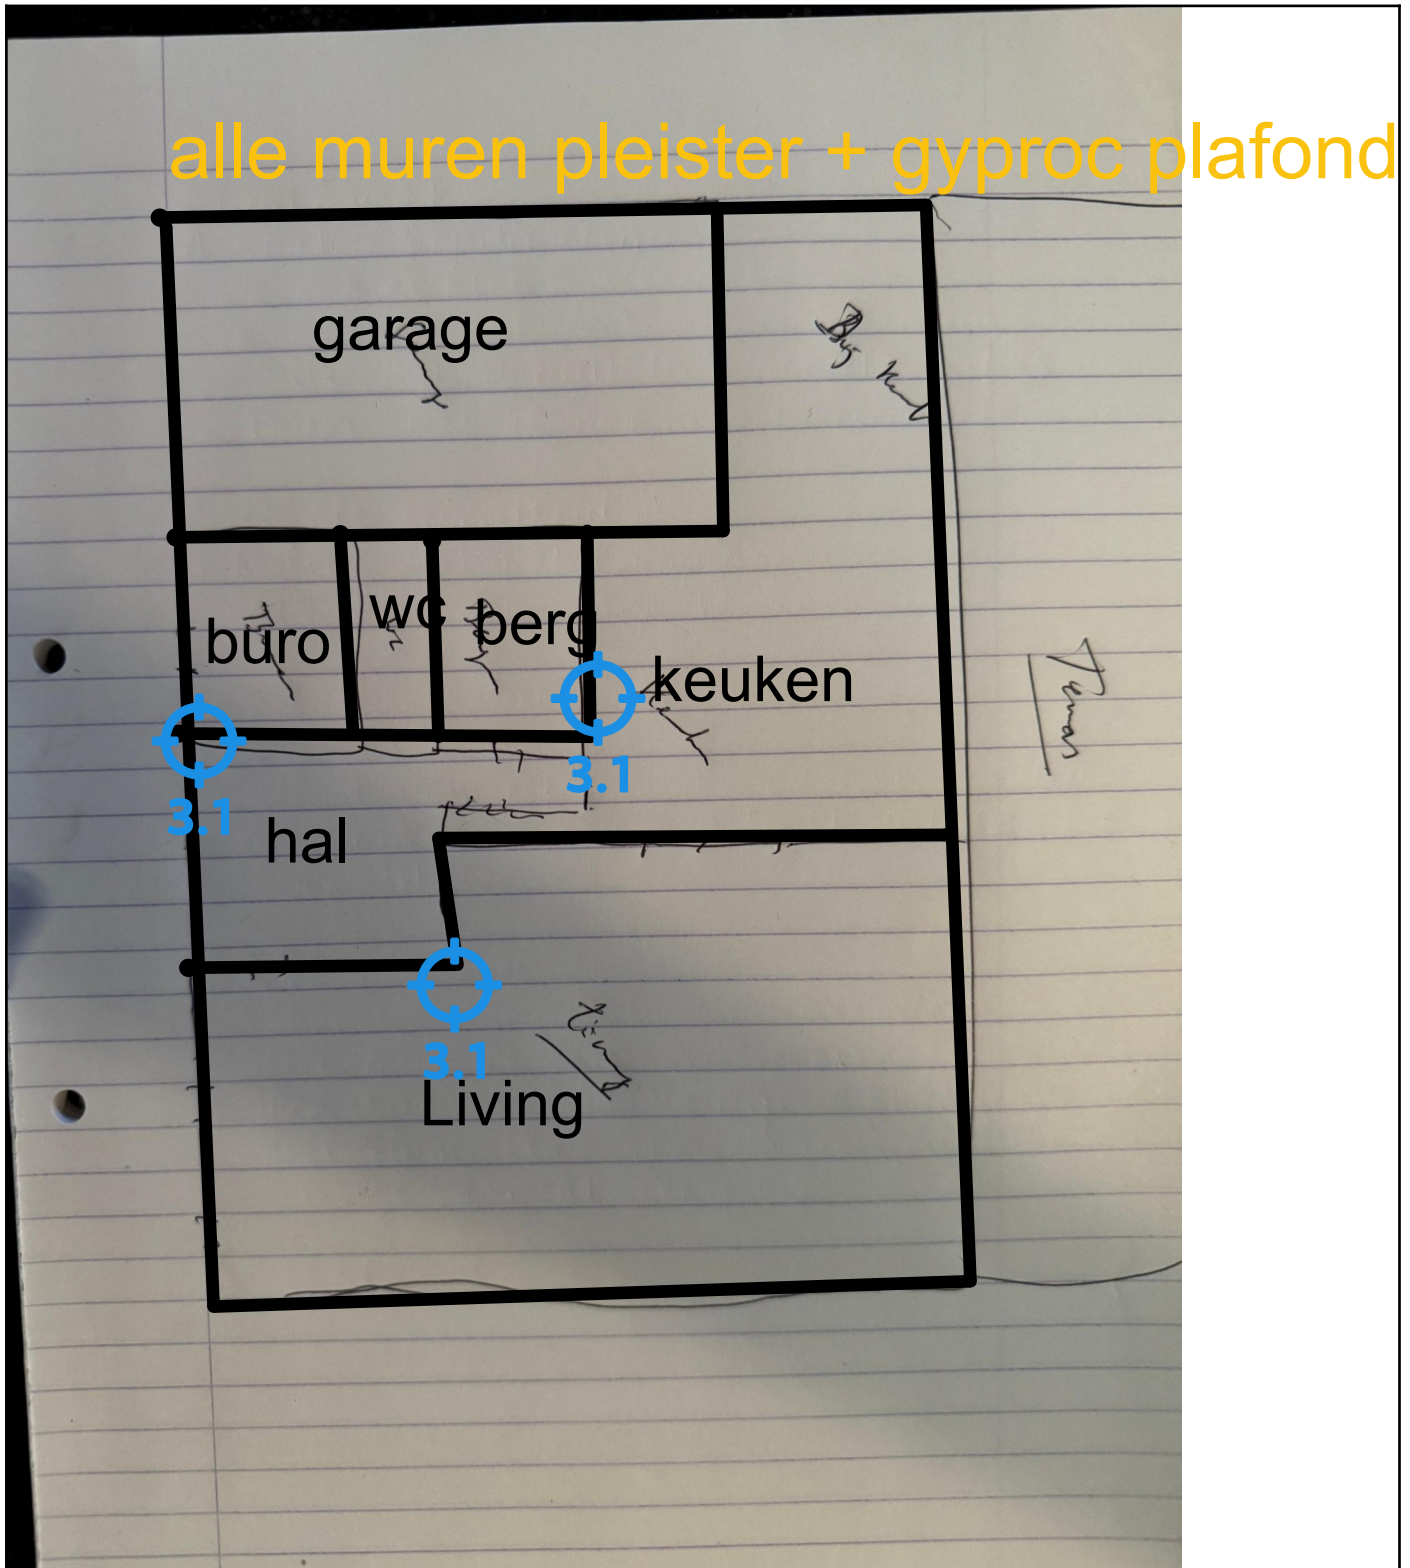 alle muren pleister + gyproc plafond
garage
buro
wc
berg
keuken
3.1
3.1
hal
3.1
Living